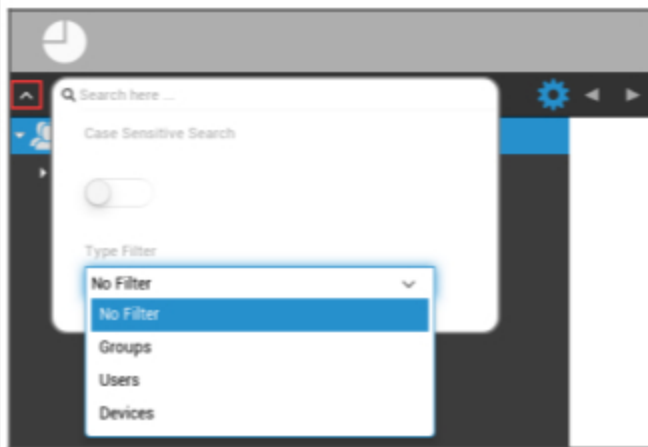 Search here ...
Case Sensitive Search
Type Filter
No Filter
No Filter
Groups
Users
Devices